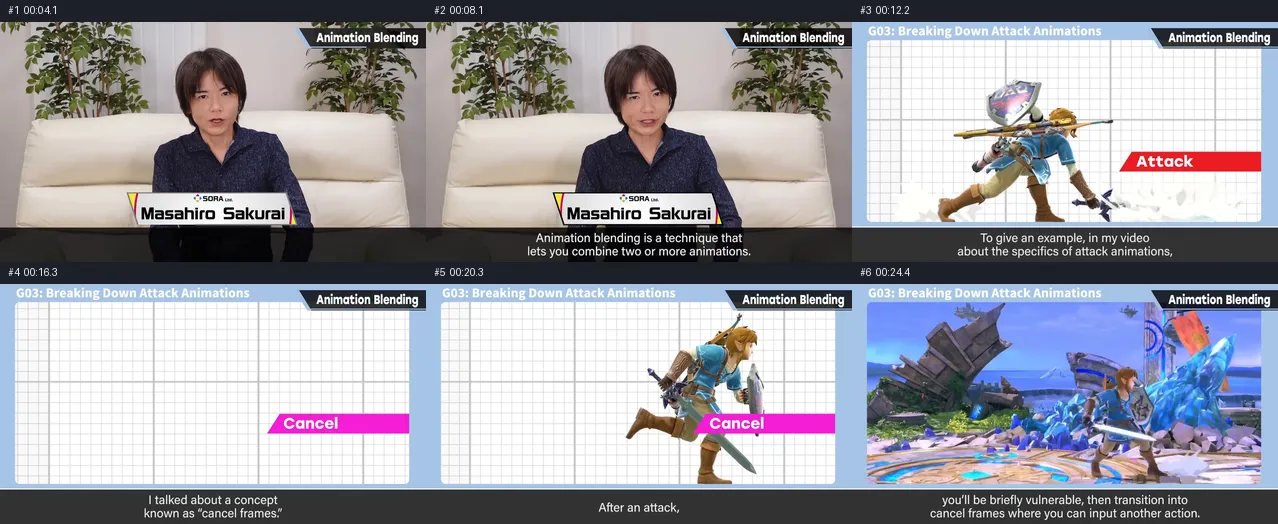 #1 00:04.1
Animation Blending
SORA Ltd.
Masahiro Sakurai
#2 00:08.1
Animation Blending
SORA Ltd.
Masahiro Sakurai
Animation blending is a technique that
lets you combine two or more animations.
#3 00:12.2
G03: Breaking Down Attack Animations
Animation Blending
Attack
To give an example, in my video
about the specifics of attack animations,
#4 00:16.3
G03: Breaking Down Attack Animations
Animation Blending
Cancel
I talked about a concept
known as "cancel frames."
#5 00:20.3
G03: Breaking Down Attack Animations
Animation Blending
Cancel
After an attack,
#6 00:24.4
G03: Breaking Down Attack Animations
Animation Blending
you'll be briefly vulnerable, then transition into
cancel frames where you can input another action.